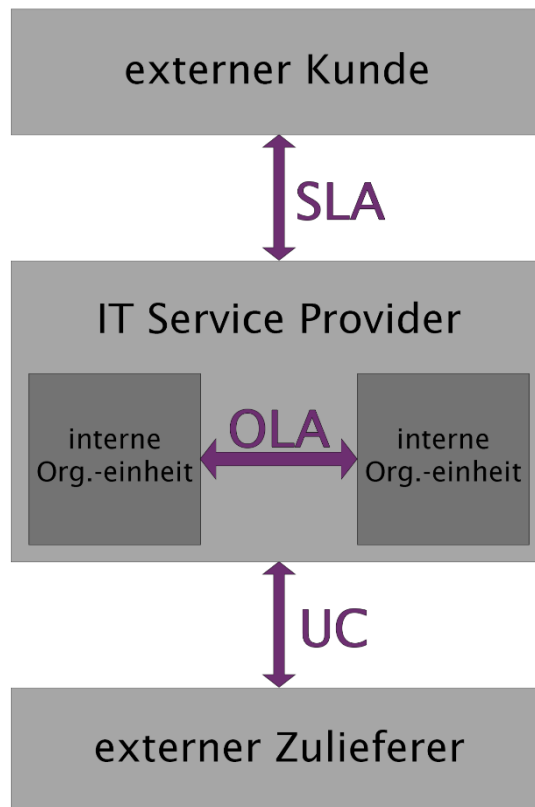 externer Kunde
SLA
IT Service Provider
interne
Org.-einheit
OLA
interne
Org.-einheit
UC
externer Zulieferer